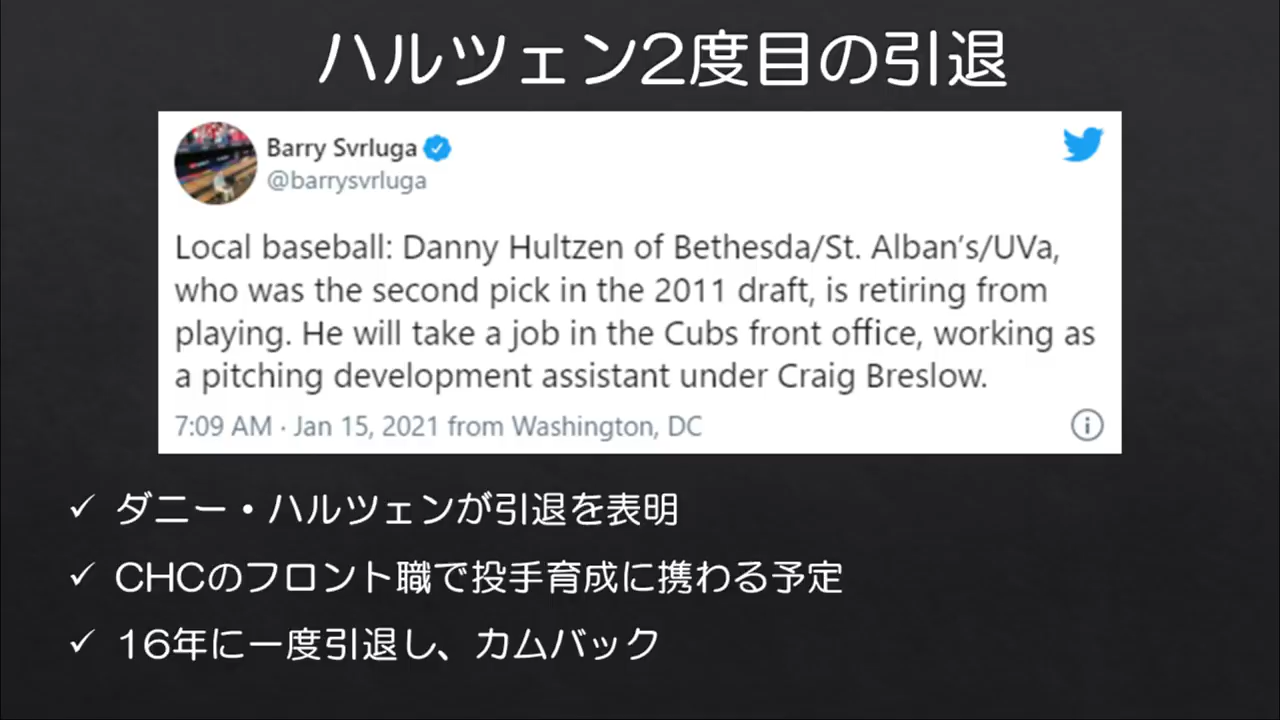 ハルツェン2度目の引退
Barry Svrluga
@barrysvrluga
Local baseball: Danny Hultzen of Bethesda/St. Alban's/UVa,
who was the second pick in the 2011 draft, is retiring from
playing. He will take a job in the Cubs front office, working as
a pitching development assistant under Craig Breslow.
7:09 AM · Jan 15, 2021 from Washington, DC
✓ ダニー・ハルツェンが引退を表明
✓ CHCのフロント職で投手育成に携わる予定
✓ 16年に一度引退し、カムバック